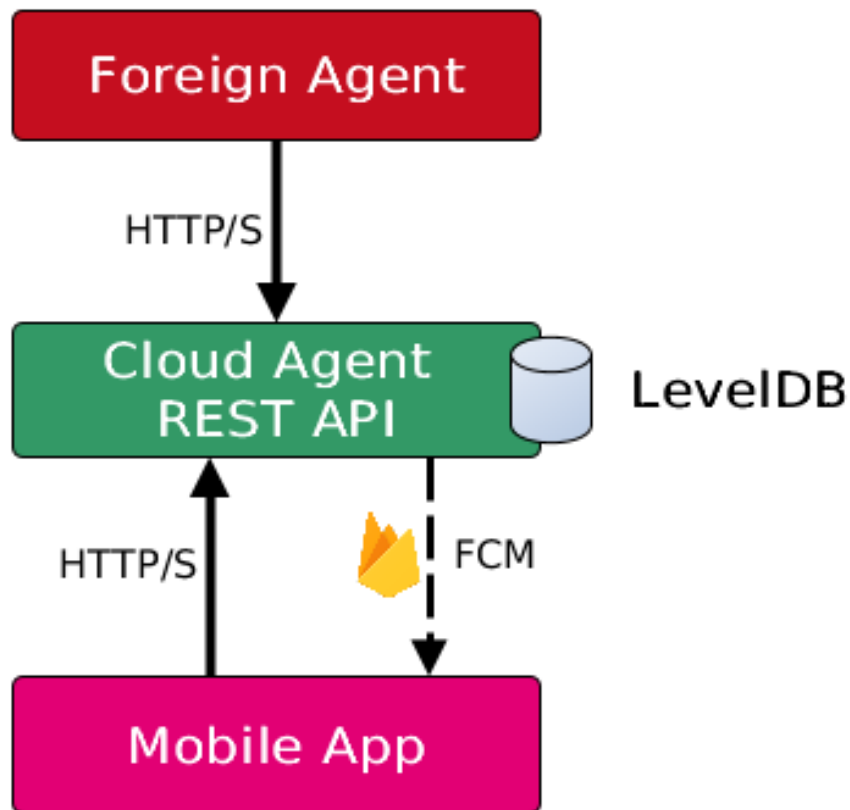 Foreign Agent
HTTP/S
Cloud Agent
REST API
LevelDB
HTTP/S
FCM
Mobile App